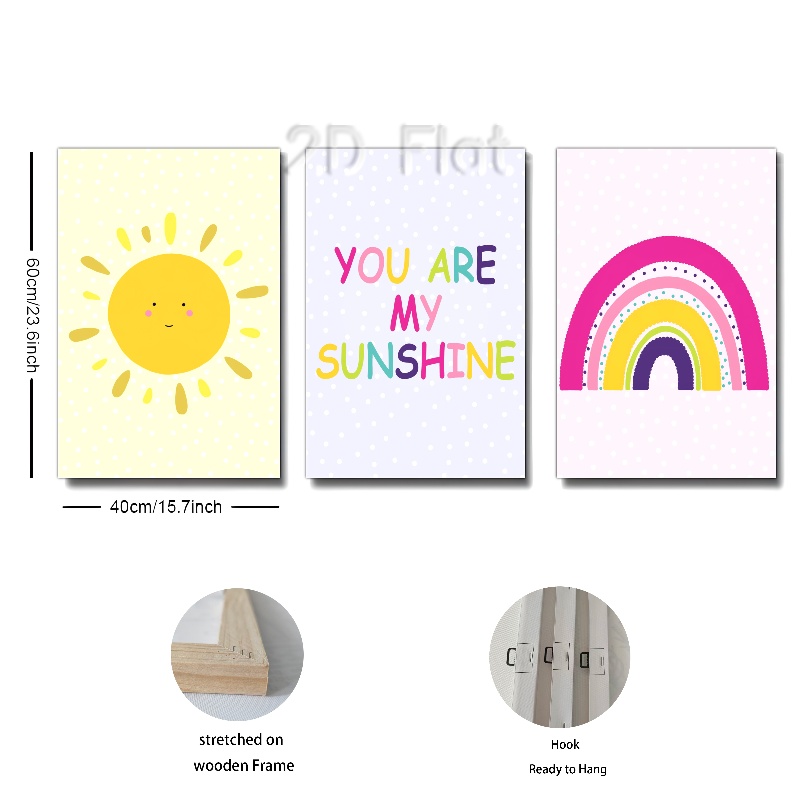 2D Flat
60cm/23.6inch
YOU ARE
MY
SUNSHINE
40cm/15.7inch
stretched on
wooden Frame
Hook
Ready to Hang